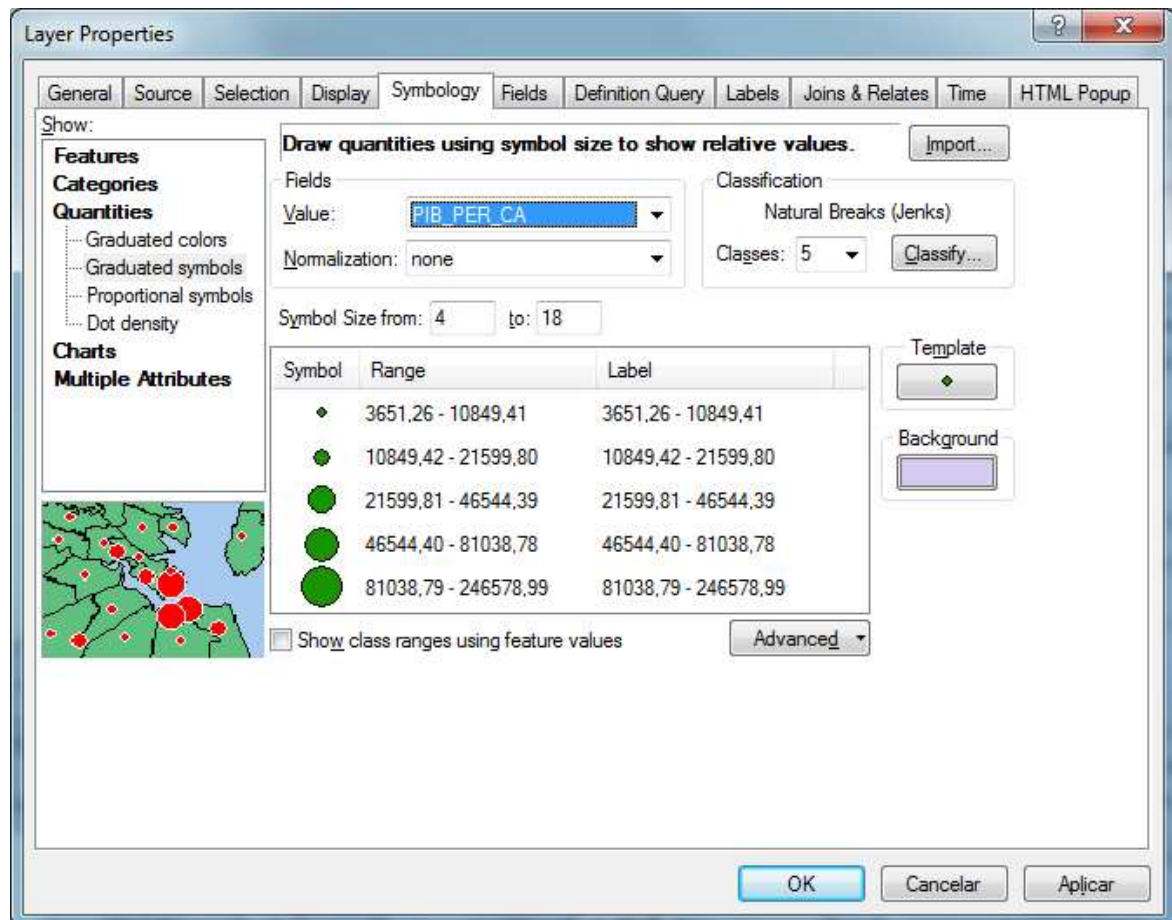 Layer Properties
General Source Selection Display Symbology Fields Definition Query Labels Joins & Relates Time HTML Popup
Show:
Features
Categories
Quantities
Graduated colors
Graduated symbols
Proportional symbols
Dot density
Charts
Multiple Attributes
Draw quantities using symbol size to show relative values.
Import...
Fields
Value: PIB_PER_CA
Normalization: none
Classification
Natural Breaks (Jenks)
Classes: 5 Classify...
Symbol Size from: 4 to: 18
Symbol Range Label
3651,26 - 10849,41 3651,26 - 10849,41
10849,42 - 21599,80 10849,42 - 21599,80
21599,81 - 46544,39 21599,81 - 46544,39
46544,40 - 81038,78 46544,40 - 81038,78
81038,79 - 246578,99 81038,79 - 246578,99
Template
Background
Show class ranges using feature values
Advanced
OK Cancelar Aplicar